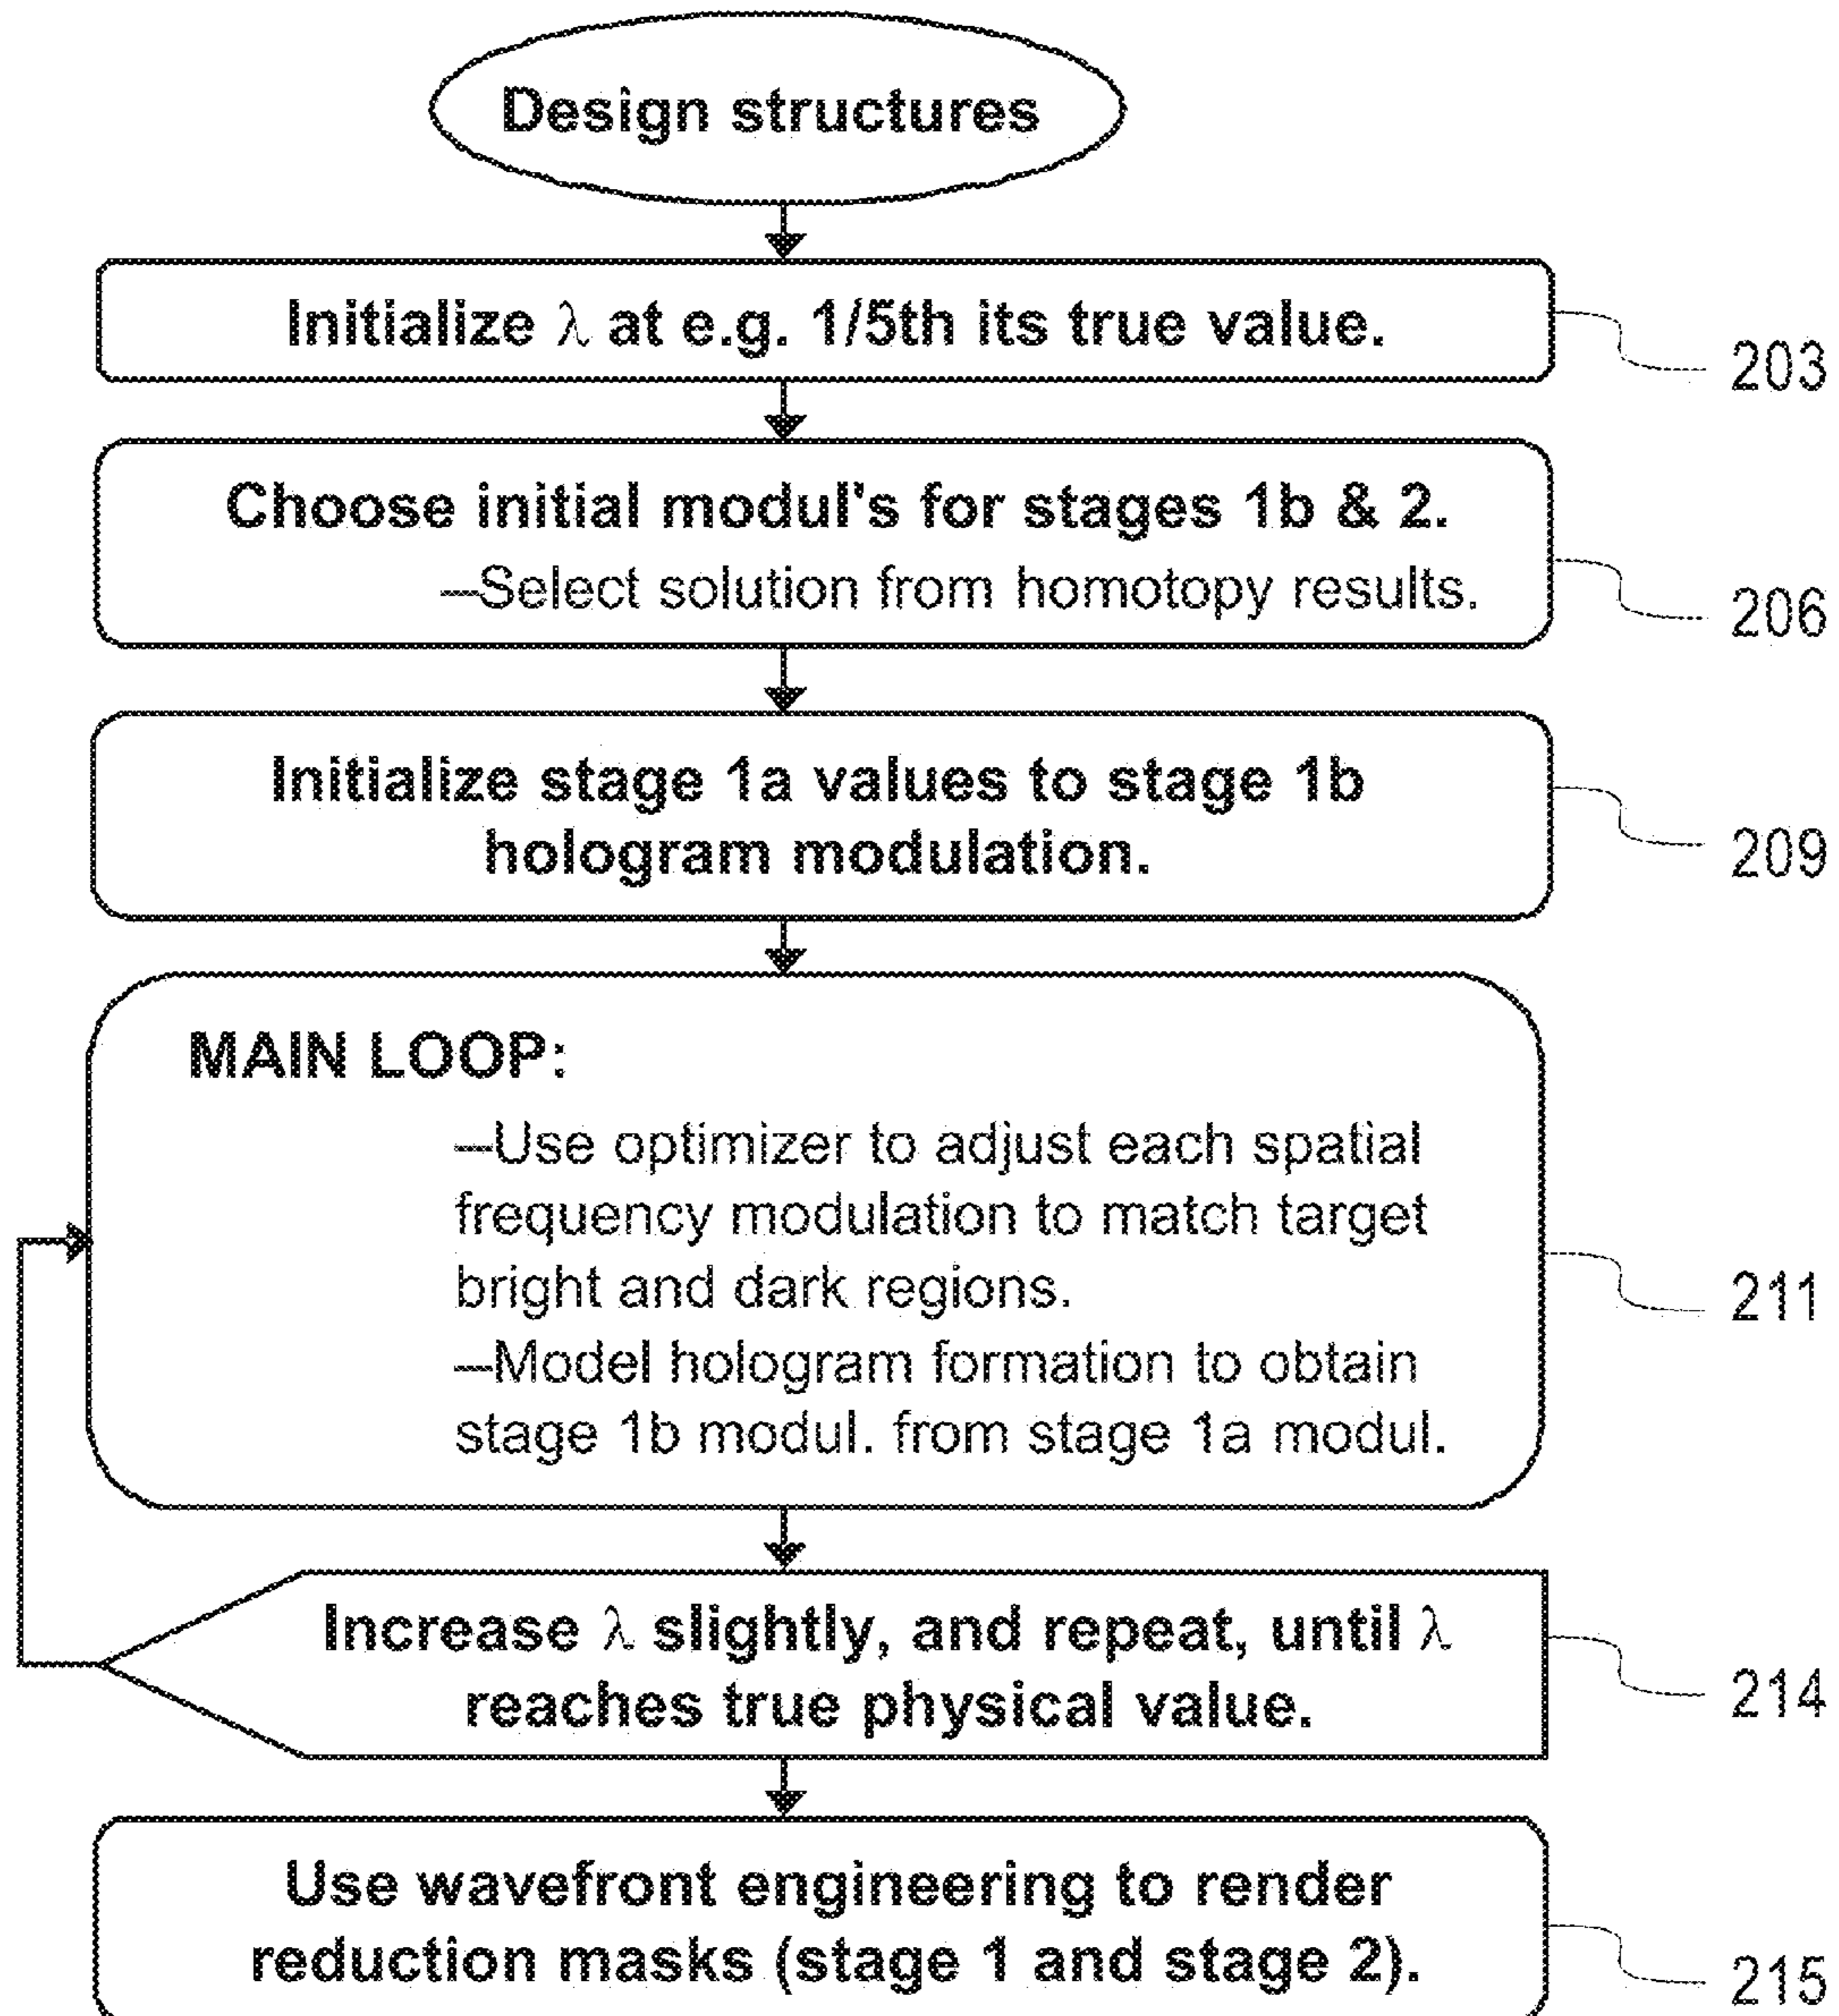 Design structures
Initialize λ at e.g. 1/5th its true value.
203
Choose initial modul's for stages 1b & 2.
—Select solution from homotopy results.
206
Initialize stage 1a values to stage 1b
hologram modulation.
209
MAIN LOOP:
—Use optimizer to adjust each spatial
frequency modulation to match target
bright and dark regions.
—Model hologram formation to obtain
stage 1b modul. from stage 1a modul.
211
Increase λ slightly, and repeat, until λ
reaches true physical value.
214
Use wavefront engineering to render
reduction masks (stage 1 and stage 2).
215